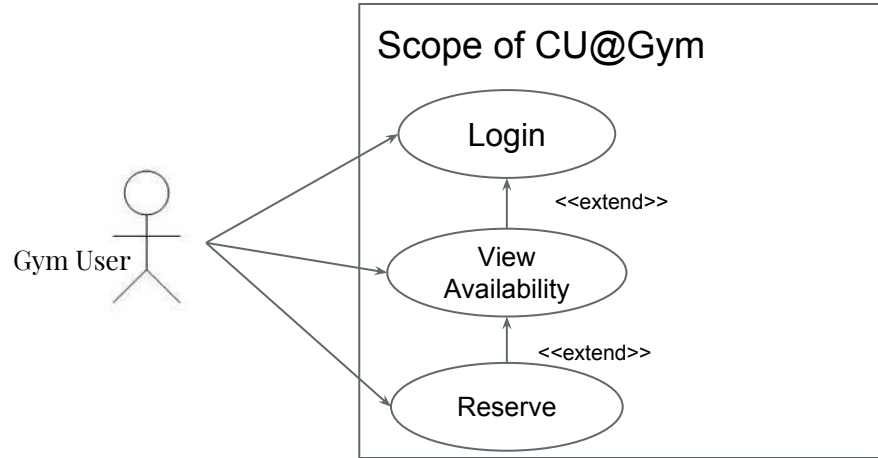 Scope of CU@Gym
Login
<<extend>>
Gym User
View
Availability
<<extend>>
Reserve